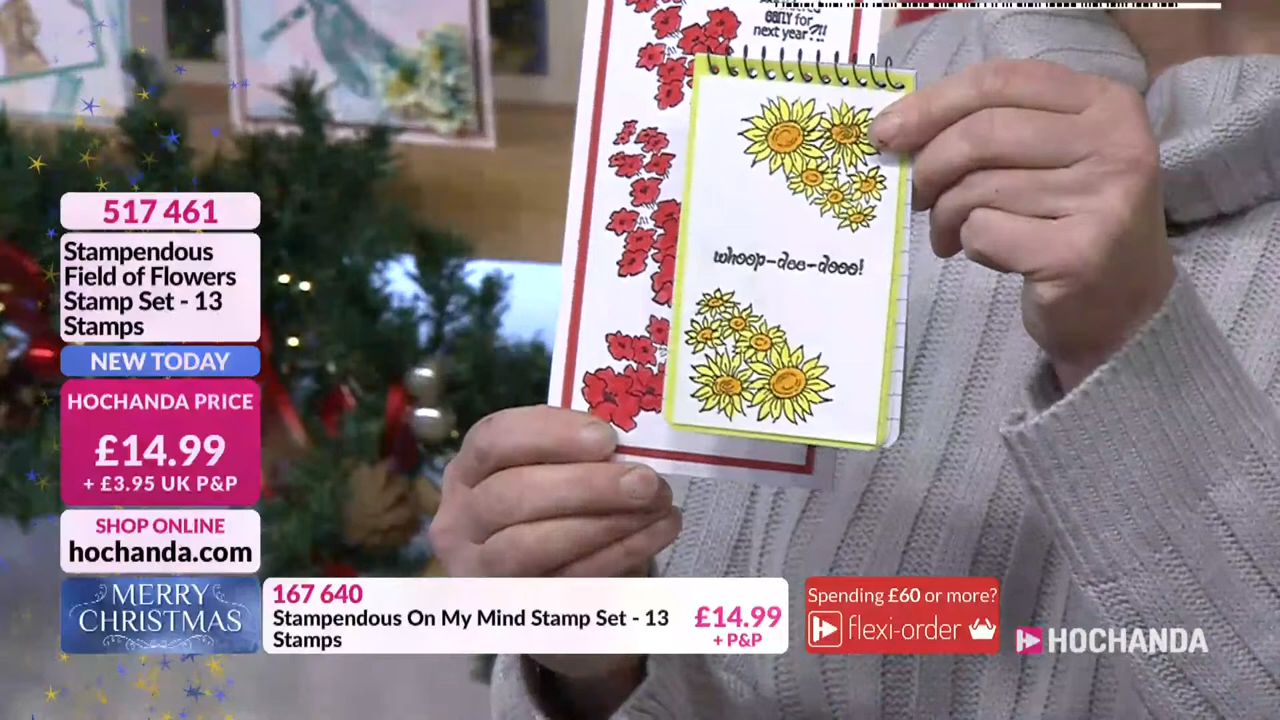 EARLY for
next year?!!
whoop-dee-dooo!
517 461
Stampendous
Field of Flowers
Stamp Set - 13
Stamps
NEW TODAY
HOCHANDA PRICE
£14.99
+ £3.95 UK P&P
SHOP ONLINE
hochanda.com
MERRY
CHRISTMAS
167 640
Stampendous On My Mind Stamp Set - 13
Stamps
£14.99
+ P&P
Spending £60 or more?
flexi-order
HOCHANDA